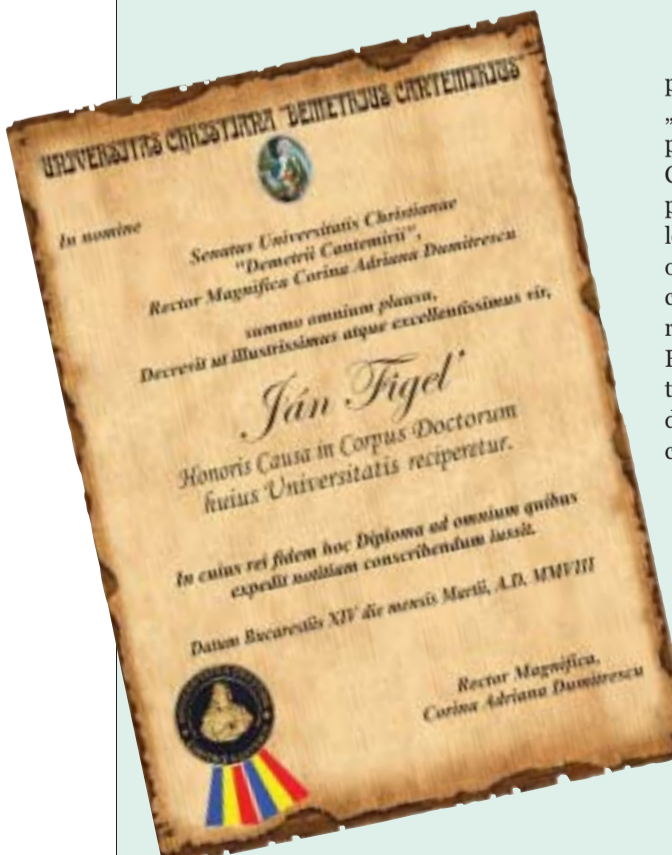 UNIVERSITAS CHRISTIANA "DEMETRIUS CANTEMIRIUS"
In nomine
Senatus Universitatis Christianae
"Demetrii Cantemirii",
Rector Magnifica Corina Adriana Dumitrescu
summo omnium plausu,
Decrevit ut illustrissimus atque excellentissimus vir,
Ján Figel'
Honoris Causa in Corpus Doctorum
huius Universitatis reciperetur.
In cuius rei fidem hoc Diploma ad omnium quibus
expedit notitiam conscribendum iussit.
Datum Bucarestiis XIV die mensis Martii, A.D. MMVIII
Rector Magnifica,
Corina Adriana Dumitrescu